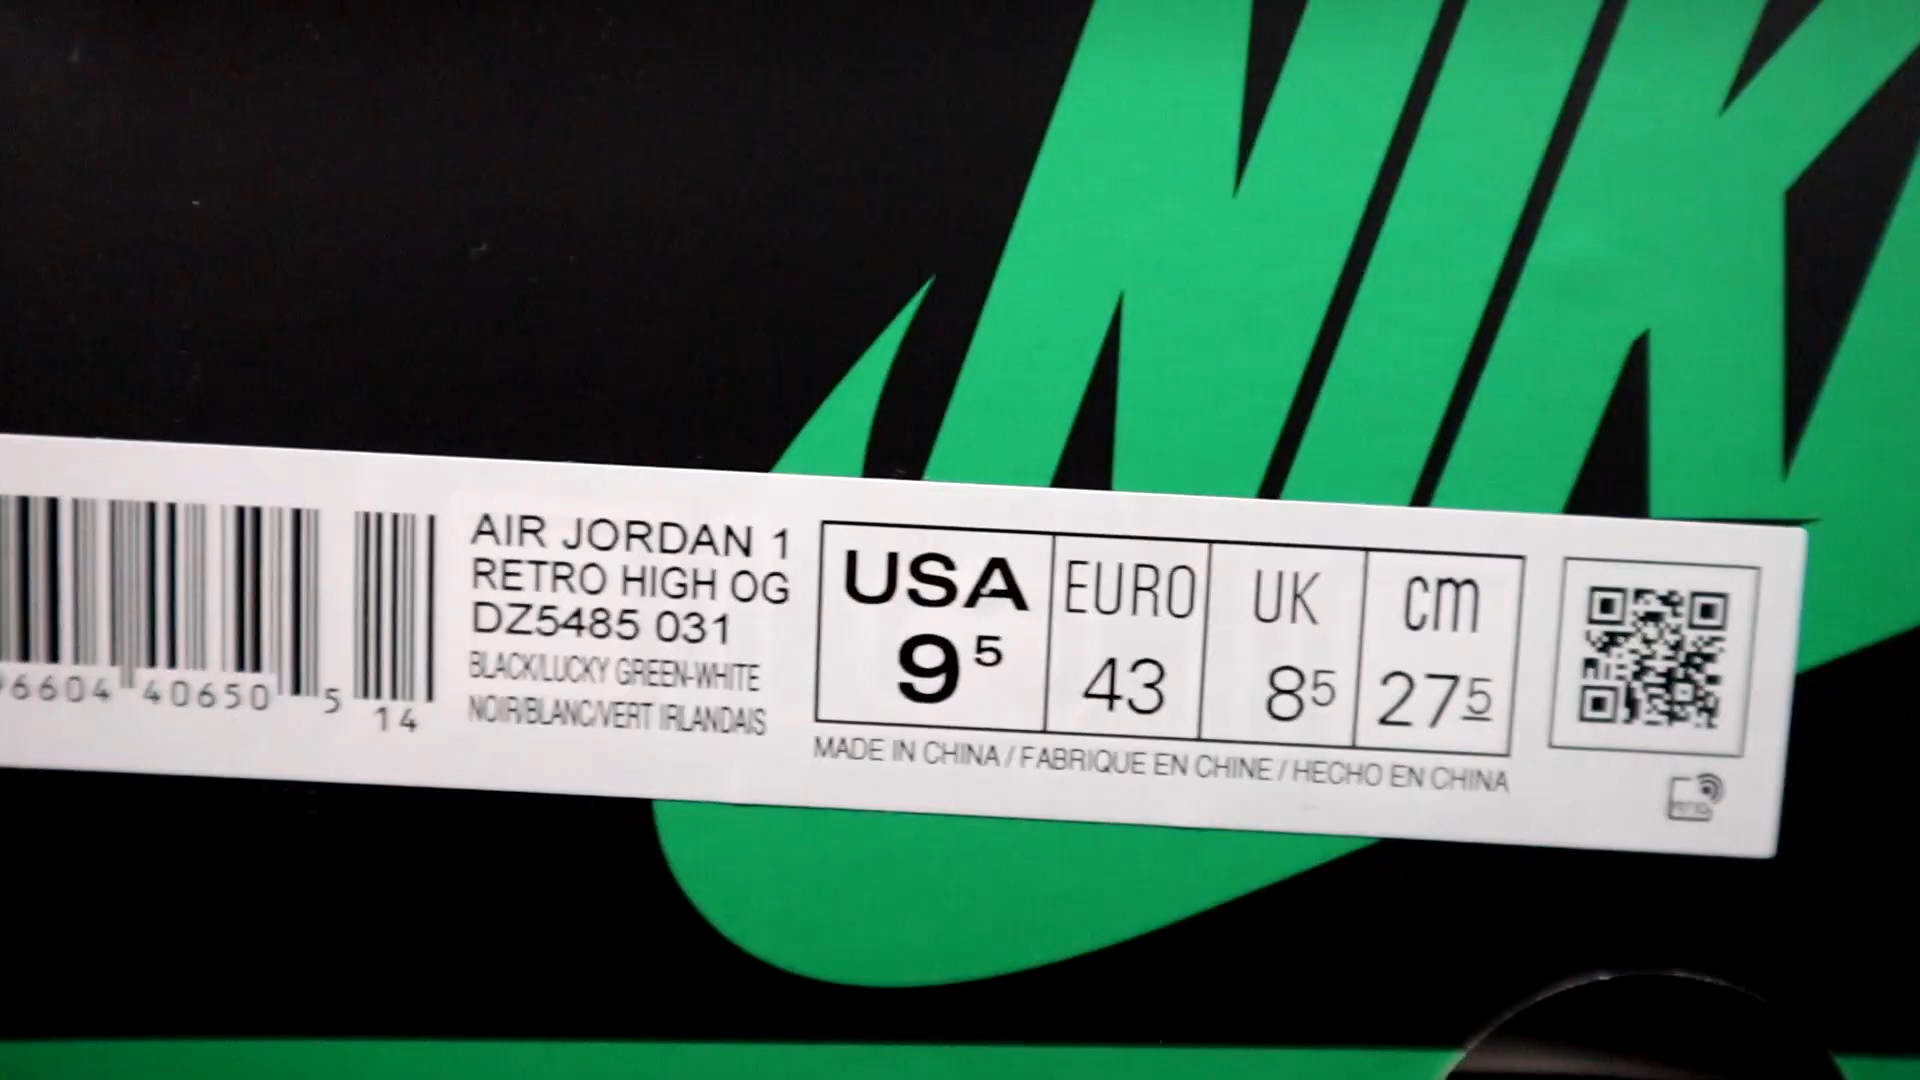 NIK
AIR JORDAN 1
RETRO HIGH OG
DZ5485 031
BLACK/LUCKY GREEN-WHITE
NOIR/BLANC/VERT IRLANDAIS
6604 40650 5
14
USA EURO UK cm
9 5 43 8 5 27 5
MADE IN CHINA / FABRIQUE EN CHINE / HECHO EN CHINA